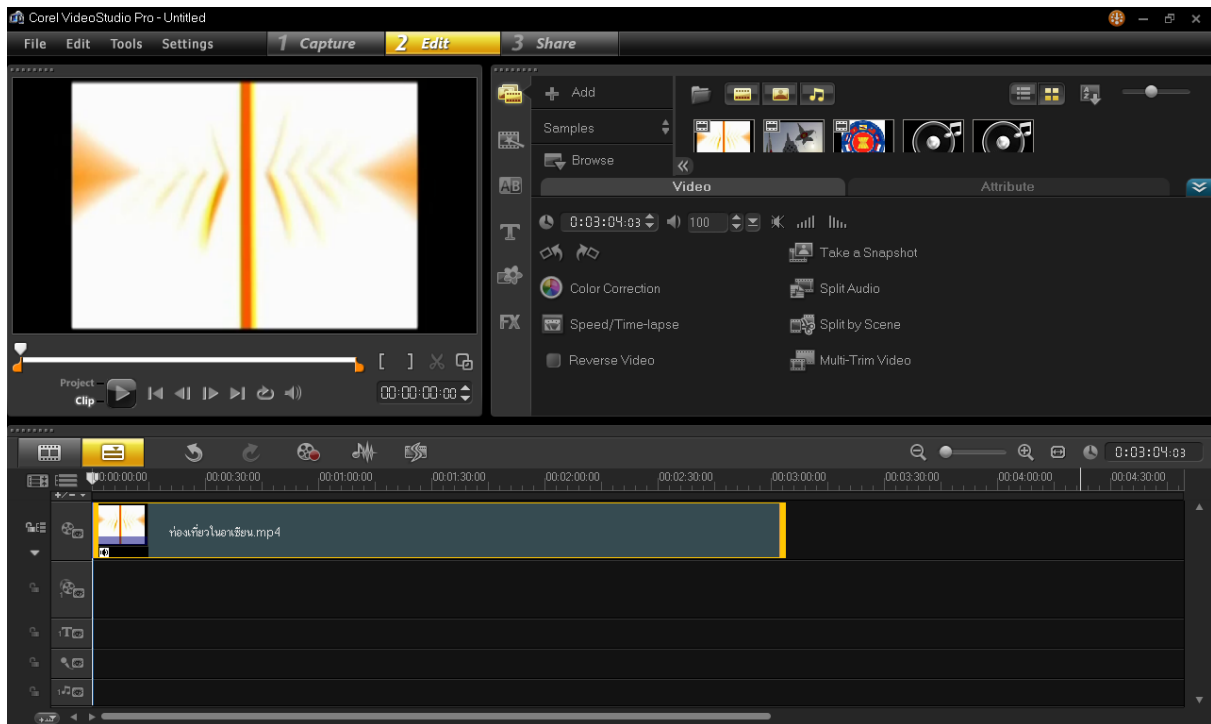 Corel VideoStudio Pro - Untitled
File Edit Tools Settings 1 Capture 2 Edit 3 Share
Add
Samples
Browse
Video Attribute
0:03:04:03 100
Take a Snapshot
Color Correction Split Audio
FX Speed/Time-lapse Split by Scene
Reverse Video Multi-Trim Video
AB
T
Project
Clip
00:00:00:00
0:03:04:03
00:00:00:00 00:00:30:00 00:01:00:00 00:01:30:00 00:02:00:00 00:02:30:00 00:03:00:00 00:03:30:00 00:04:00:00 00:04:30:00
ท่องเที่ยวในอาเซียน.mp4
1
1T
1